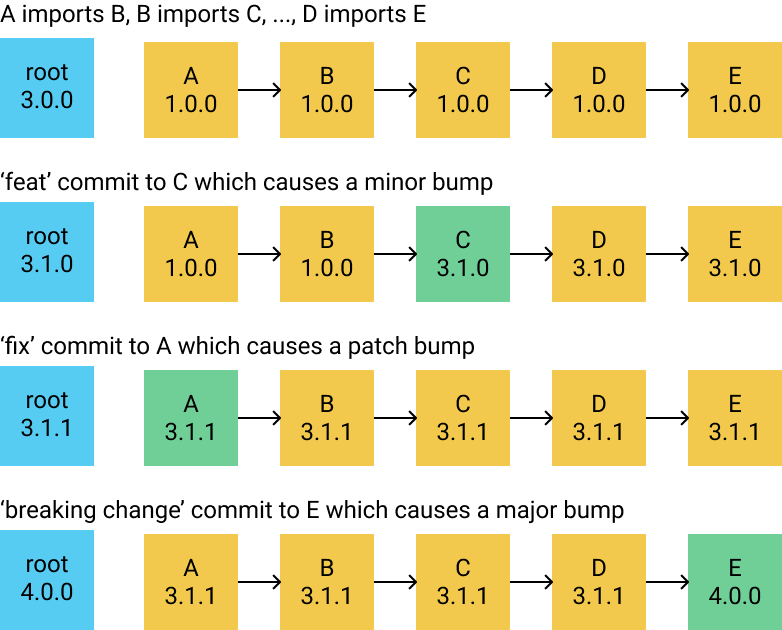 A imports B, B imports C, ..., D imports E
root
3.0.0
A
1.0.0
B
1.0.0
C
1.0.0
D
1.0.0
E
1.0.0
‘feat’ commit to C which causes a minor bump
root
3.1.0
A
1.0.0
B
1.0.0
C
3.1.0
D
3.1.0
E
3.1.0
‘fix’ commit to A which causes a patch bump
root
3.1.1
A
3.1.1
B
3.1.1
C
3.1.1
D
3.1.1
E
3.1.1
‘breaking change’ commit to E which causes a major bump
root
4.0.0
A
3.1.1
B
3.1.1
C
3.1.1
D
3.1.1
E
4.0.0